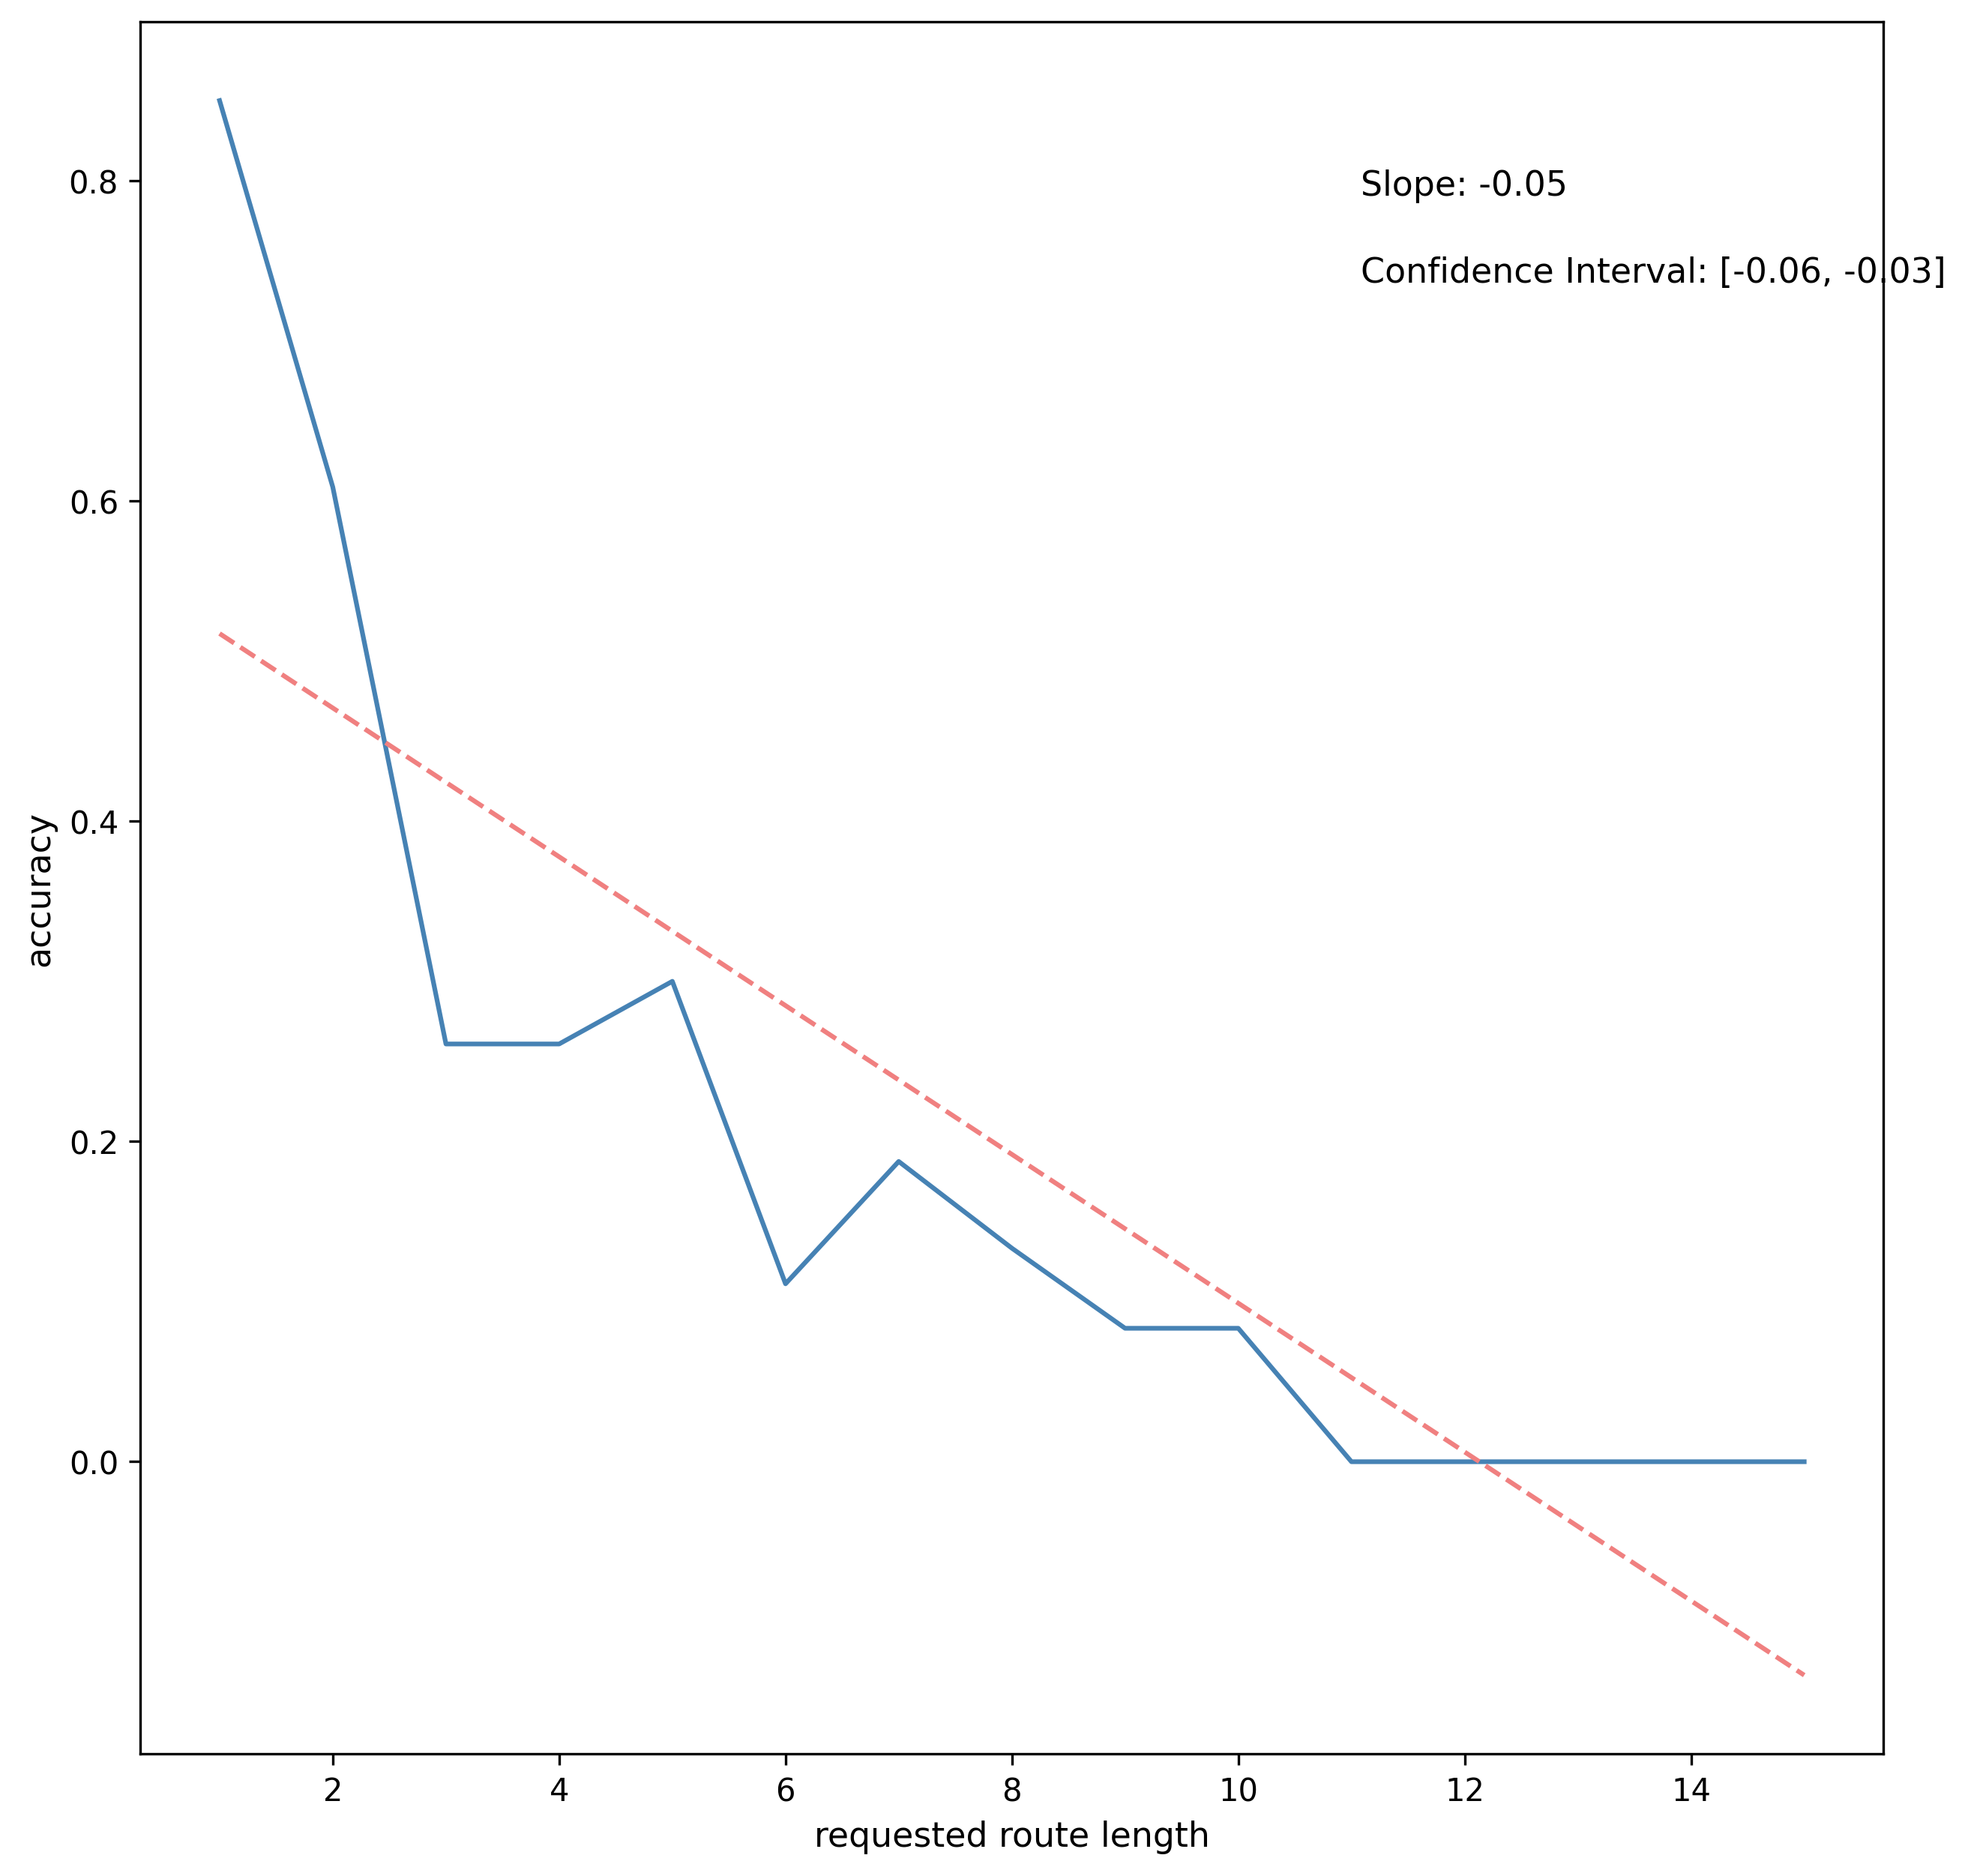 Slope: -0.05
Confidence Interval: [-0.06, -0.03]
0.8
0.6
0.4
0.2
0.0
accuracy
2 4 6 8 10 12 14
requested route length